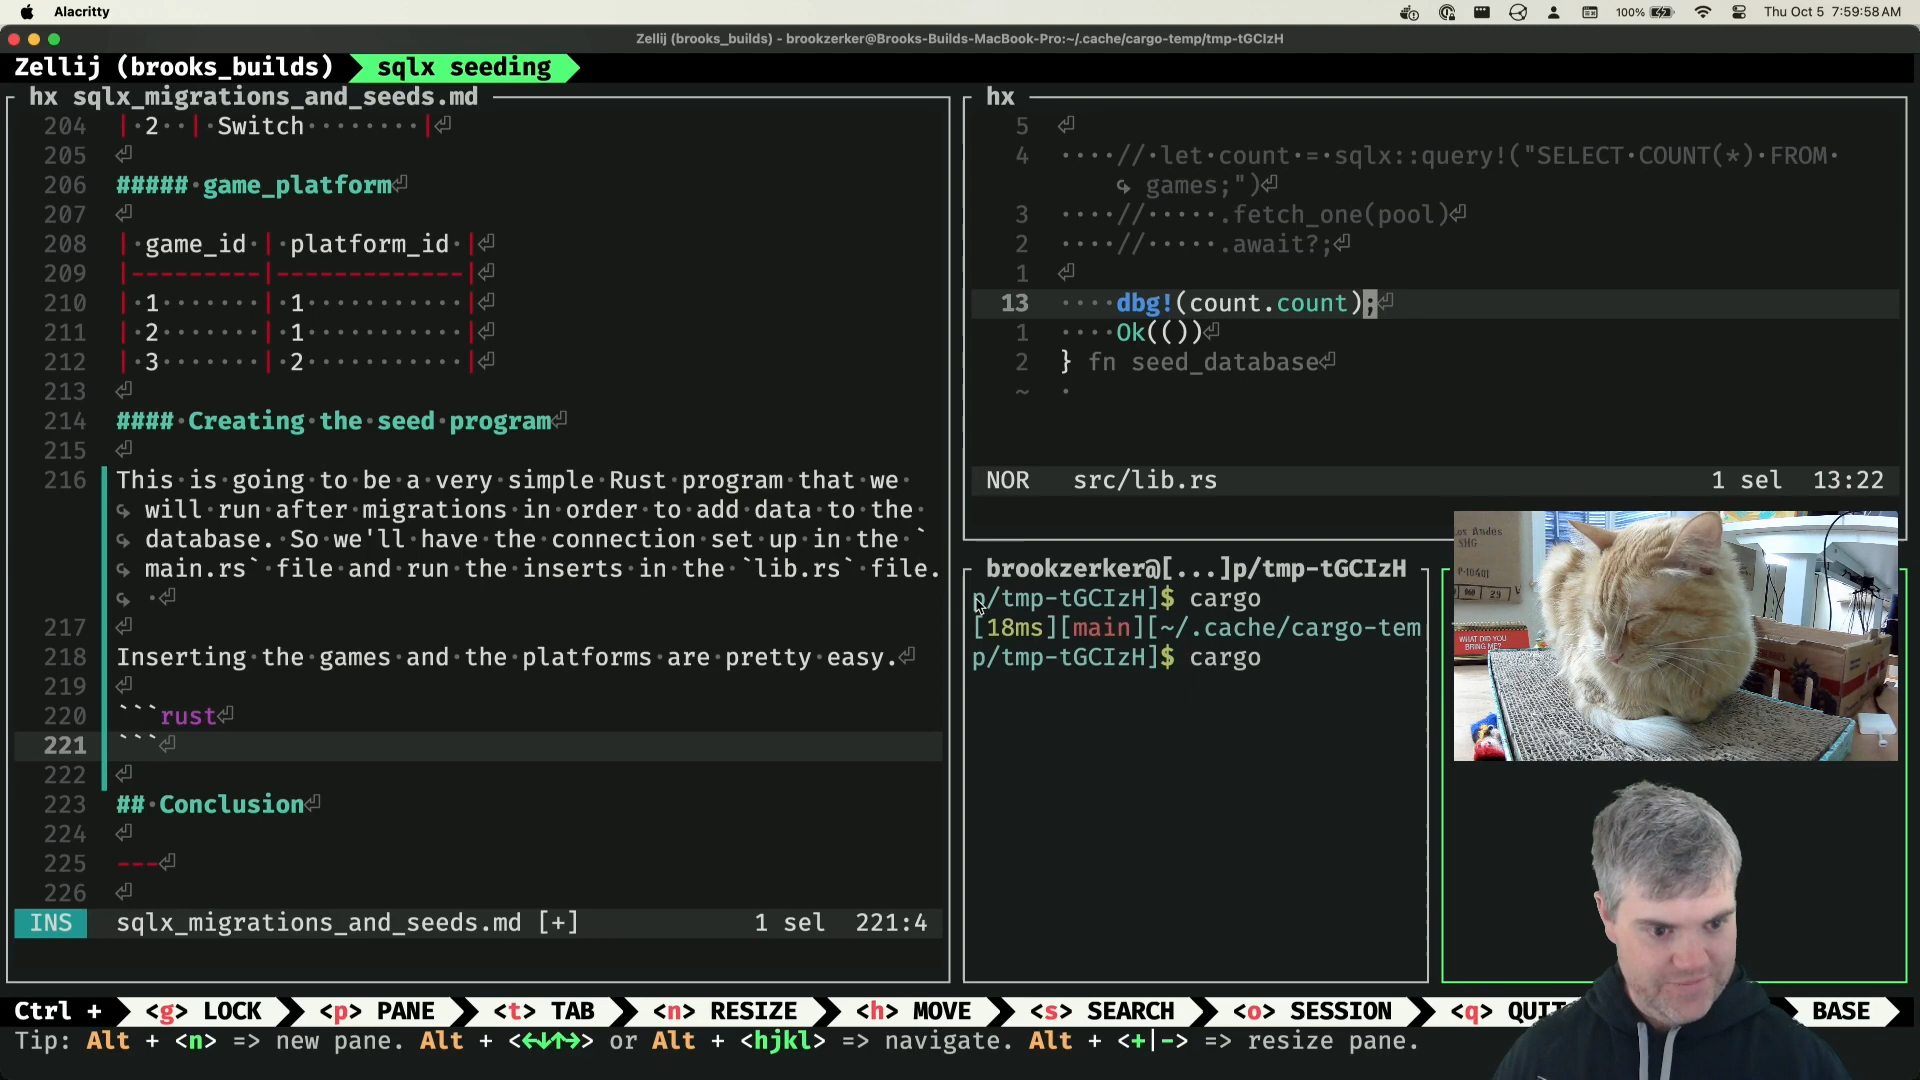 Alacritty
100%
Thu Oct 5 7:59:58 AM
Zellij (brooks_builds) - brookzerker@Brooks-Builds-MacBook-Pro:~/.cache/cargo-temp/tmp-tGCIzH
Zellij (brooks_builds) sqlx seeding
hx sqlx_migrations_and_seeds.md
204 | 2 | Switch |
205
206 ##### game_platform
207
208 | game_id | platform_id |
209 |---------|-------------|
210 | 1 | 1 |
211 | 2 | 1 |
212 | 3 | 2 |
213
214 #### Creating the seed program
215
216 This is going to be a very simple Rust program that we
will run after migrations in order to add data to the
database. So we'll have the connection set up in the `
main.rs` file and run the inserts in the `lib.rs` file.
217
218 Inserting the games and the platforms are pretty easy.
219
220 ```rust
221 ```
222
223 ## Conclusion
224
225 ---
226
INS sqlx_migrations_and_seeds.md [+] 1 sel 221:4
hx
5
4 // let count = sqlx::query!("SELECT COUNT(*) FROM
games;")
3 // .fetch_one(pool)
2 // .await?;
1
13 dbg!(count.count);
1 Ok(())
2 } fn seed_database
~
NOR src/lib.rs 1 sel 13:22
brookzerker@[...]p/tmp-tGCIzH
p/tmp-tGCIzH]$ cargo
[18ms][main][~/.cache/cargo-tem
p/tmp-tGCIzH]$ cargo
Los Andes
SHG
WHAT DID YOU
BRING ME?
Ctrl + <g> LOCK <p> PANE <t> TAB <n> RESIZE <h> MOVE <s> SEARCH <o> SESSION <q> QUIT BASE
Tip: Alt + <n> => new pane. Alt + <←↓↑→> or Alt + <hjkl> => navigate. Alt + <+|-> => resize pane.